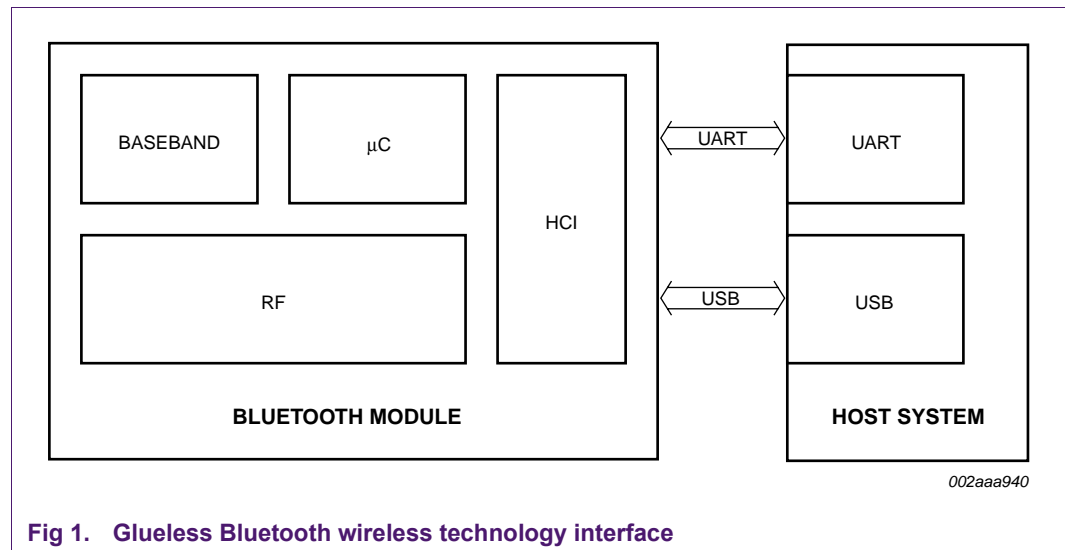 BASEBAND
μC
HCI
RF
BLUETOOTH MODULE
UART
USB
UART
USB
HOST SYSTEM
002aaa940
Fig 1. Glueless Bluetooth wireless technology interface